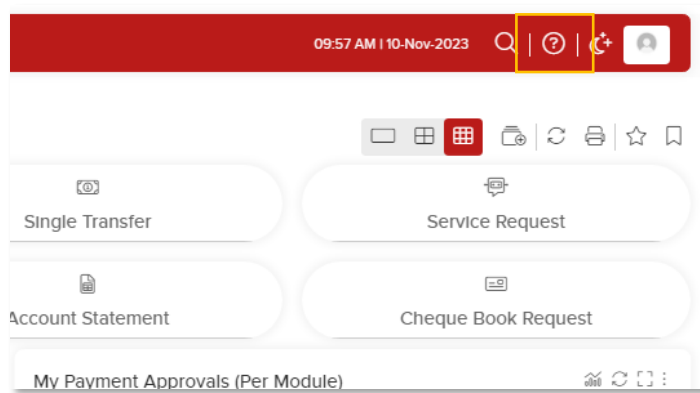 09:57 AM | 10-Nov-2023
Single Transfer
Service Request
Account Statement
Cheque Book Request
My Payment Approvals (Per Module)